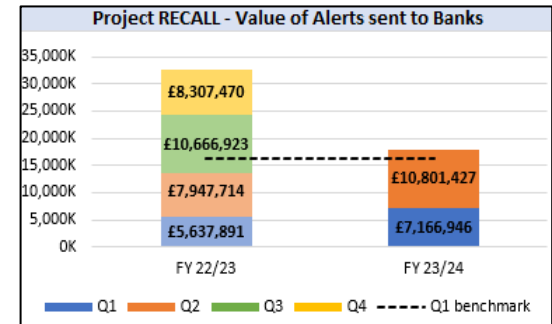 Project RECALL - Value of Alerts sent to Banks
35,000K
30,000K
25,000K
20,000K
15,000K
10,000K
5,000K
0K
£8,307,470
£10,666,923
£7,947,714
£5,637,891
£10,801,427
£7,166,946
FY 22/23 FY 23/24
Q1 Q2 Q3 Q4 Q1 benchmark